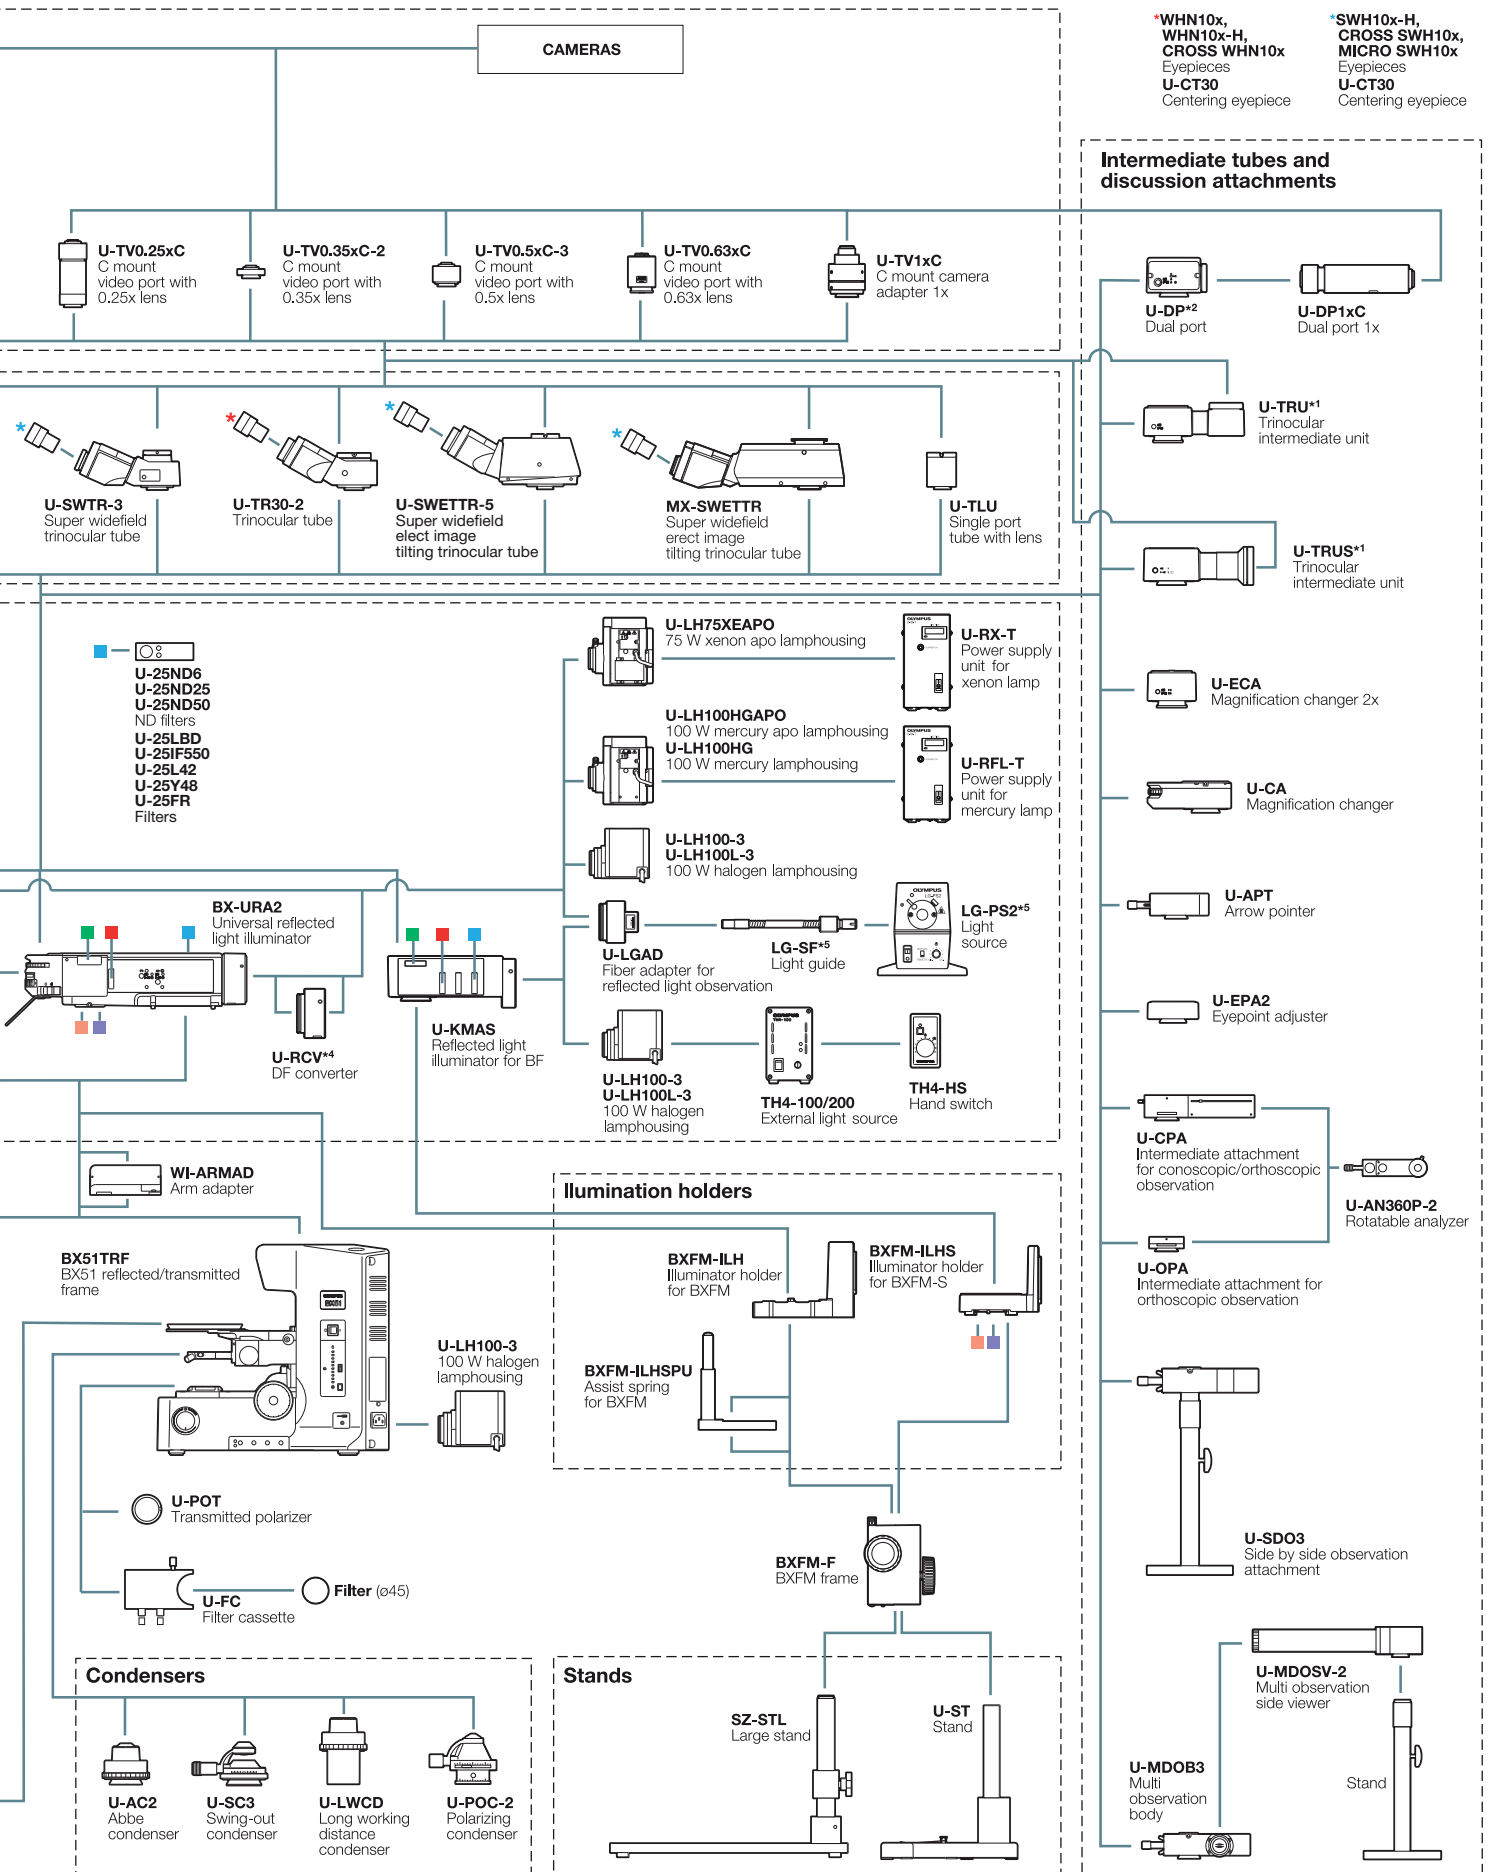 *WHN10x,
WHN10x-H,
CROSS WHN10x
Eyepieces
U-CT30
Centering eyepiece
*SWH10x-H,
CROSS SWH10x,
MICRO SWH10x
Eyepieces
U-CT30
Centering eyepiece
CAMERAS
Intermediate tubes and
discussion attachments
U-TV0.25xC
C mount
video port with
0.25x lens
U-TV0.35xC-2
C mount
video port with
0.35x lens
U-TV0.5xC-3
C mount
video port with
0.5x lens
U-TV0.63xC
C mount
video port with
0.63x lens
U-TV1xC
C mount camera
adapter 1x
U-DP*2
Dual port
U-DP1xC
Dual port 1x
*
*
*
*
U-SWTR-3
Super widefield
trinocular tube
U-TR30-2
Trinocular tube
U-SWETTR-5
Super widefield
elect image
tilting trinocular tube
MX-SWETTR
Super widefield
erect image
tilting trinocular tube
U-TLU
Single port
tube with lens
U-TRU*1
Trinocular
intermediate unit
U-TRUS*1
Trinocular
intermediate unit
U-25ND6
U-25ND25
U-25ND50
ND filters
U-25LBD
U-25IF550
U-25L42
U-25Y48
U-25FR
Filters
U-LH75XEAPO
75 W xenon apo lamphousing
OLYMPUS
U-RX-T
Power supply
unit for
xenon lamp
U-LH100HGAPO
100 W mercury apo lamphousing
U-LH100HG
100 W mercury lamphousing
OLYMPUS
U-RFL-T
Power supply
unit for
mercury lamp
U-LH100-3
U-LH100L-3
100 W halogen lamphousing
U-ECA
Magnification changer 2x
U-CA
Magnification changer
U-APT
Arrow pointer
BX-URA2
Universal reflected
light illuminator
U-RCV*4
DF converter
U-KMAS
Reflected light
illuminator for BF
U-LGAD
Fiber adapter for
reflected light observation
LG-SF*5
Light guide
OLYMPUS
LG-PS2
LG-PS2*5
Light
source
U-LH100-3
U-LH100L-3
100 W halogen
lamphousing
OLYMPUS
TH4-100
TH4-100/200
External light source
TH4-HS
Hand switch
U-EPA2
Eyepoint adjuster
U-CPA
Intermediate attachment
for conoscopic/orthoscopic
observation
U-AN360P-2
Rotatable analyzer
U-OPA
Intermediate attachment for
orthoscopic observation
WI-ARMAD
Arm adapter
BX51TRF
BX51 reflected/transmitted
frame
OLYMPUS
BX51
U-LH100-3
100 W halogen
lamphousing
Ilumination holders
BXFM-ILH
Illuminator holder
for BXFM
BXFM-ILHS
Illuminator holder
for BXFM-S
BXFM-ILHSPU
Assist spring
for BXFM
U-POT
Transmitted polarizer
U-FC
Filter cassette
Filter (ø45)
BXFM-F
BXFM frame
U-SDO3
Side by side observation
attachment
Condensers
U-AC2
Abbe
condenser
U-SC3
Swing-out
condenser
U-LWCD
Long working
distance
condenser
U-POC-2
Polarizing
condenser
Stands
SZ-STL
Large stand
U-ST
Stand
U-MDOSV-2
Multi observation
side viewer
U-MDOB3
Multi
observation
body
Stand